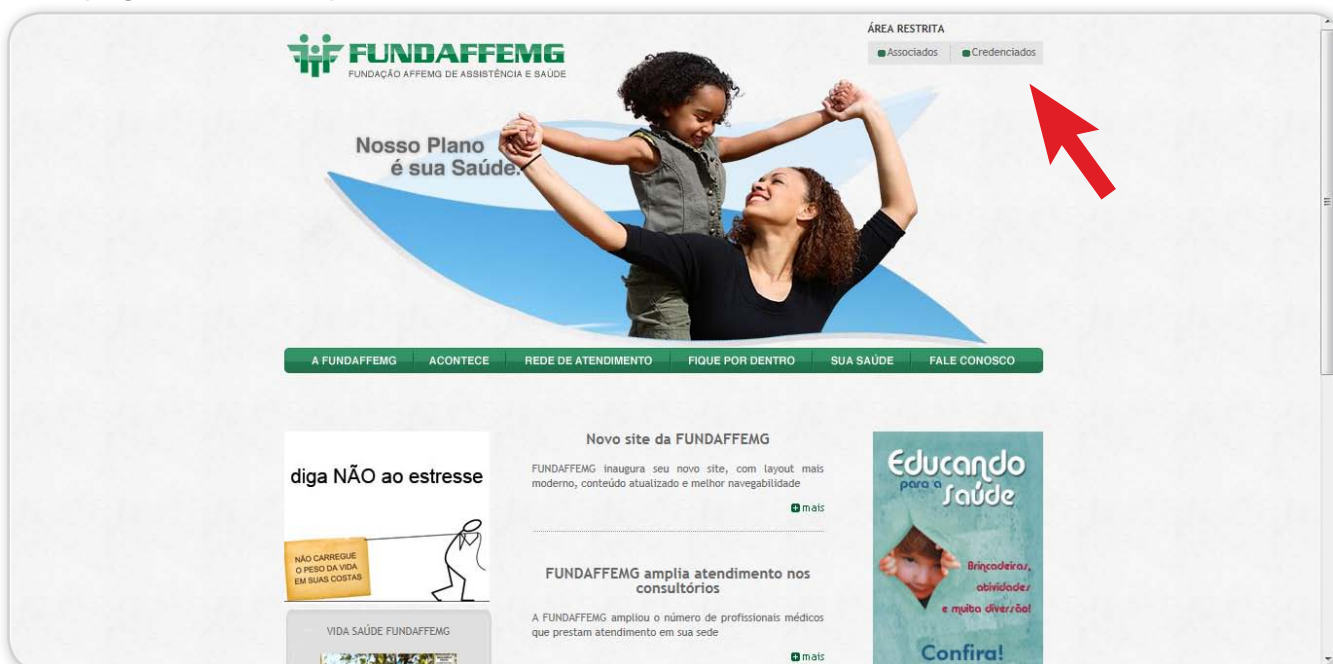 FUNDAFFEMG
FUNDAÇÃO AFFEMG DE ASSISTÊNCIA E SAÚDE
ÁREA RESTRITA
Associados
Credenciados
Nosso Plano
é sua Saúde.
A FUNDAFFEMG
ACONTECE
REDE DE ATENDIMENTO
FIQUE POR DENTRO
SUA SAÚDE
FALE CONOSCO
diga NÃO ao estresse
NÃO CARREGUE
O PESO DA VIDA
EM SUAS COSTAS
VIDA SAÚDE FUNDAFFEMG
Novo site da FUNDAFFEMG
FUNDAFFEMG inaugura seu novo site, com layout mais
moderno, conteúdo atualizado e melhor navegabilidade
mais
FUNDAFFEMG amplia atendimento nos
consultórios
A FUNDAFFEMG ampliou o número de profissionais médicos
que prestam atendimento em sua sede
mais
Educando
para a
Saúde
Brincadeiras,
atividades
e muita diversão!
Confira!